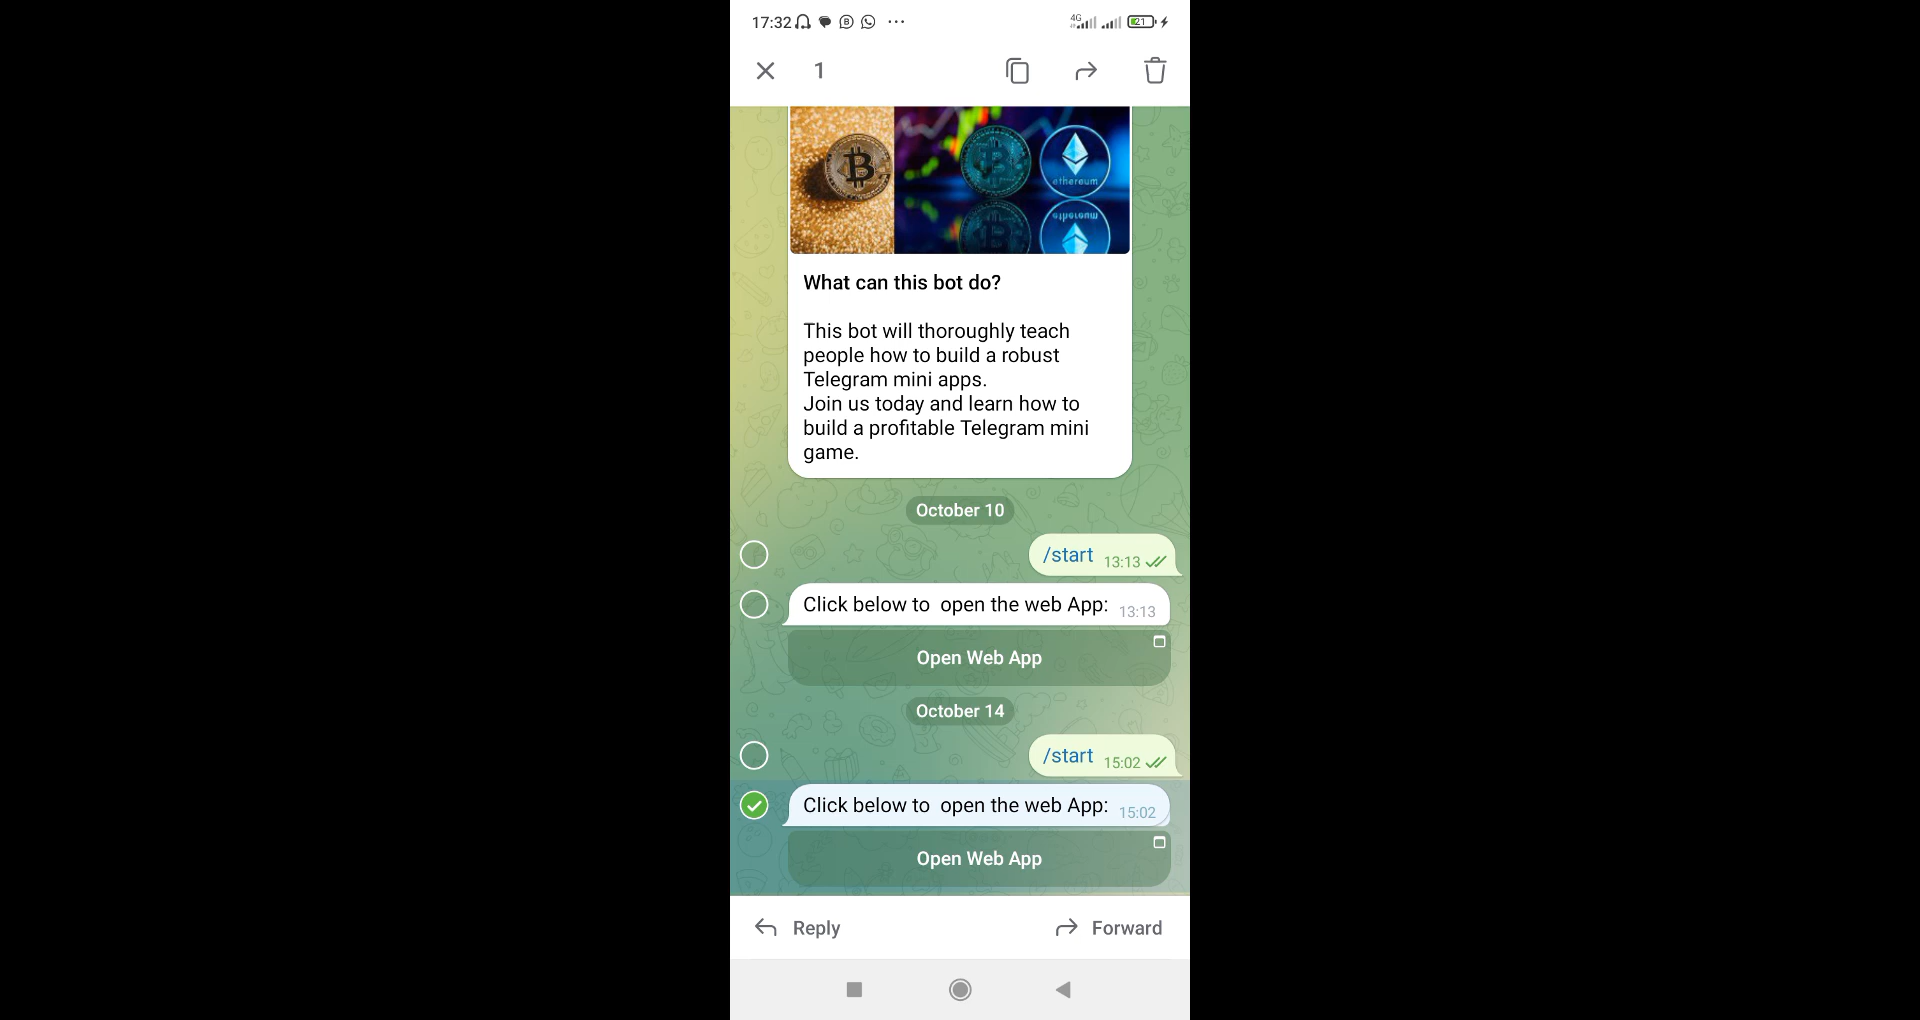 17:32 4G 21
1
ethereum
ethereum
What can this bot do?
This bot will thoroughly teach
people how to build a robust
Telegram mini apps.
Join us today and learn how to
build a profitable Telegram mini
game.
October 10
/start 13:13
Click below to  open the web App: 13:13
Open Web App
October 14
/start 15:02
Click below to  open the web App: 15:02
Open Web App
Reply Forward